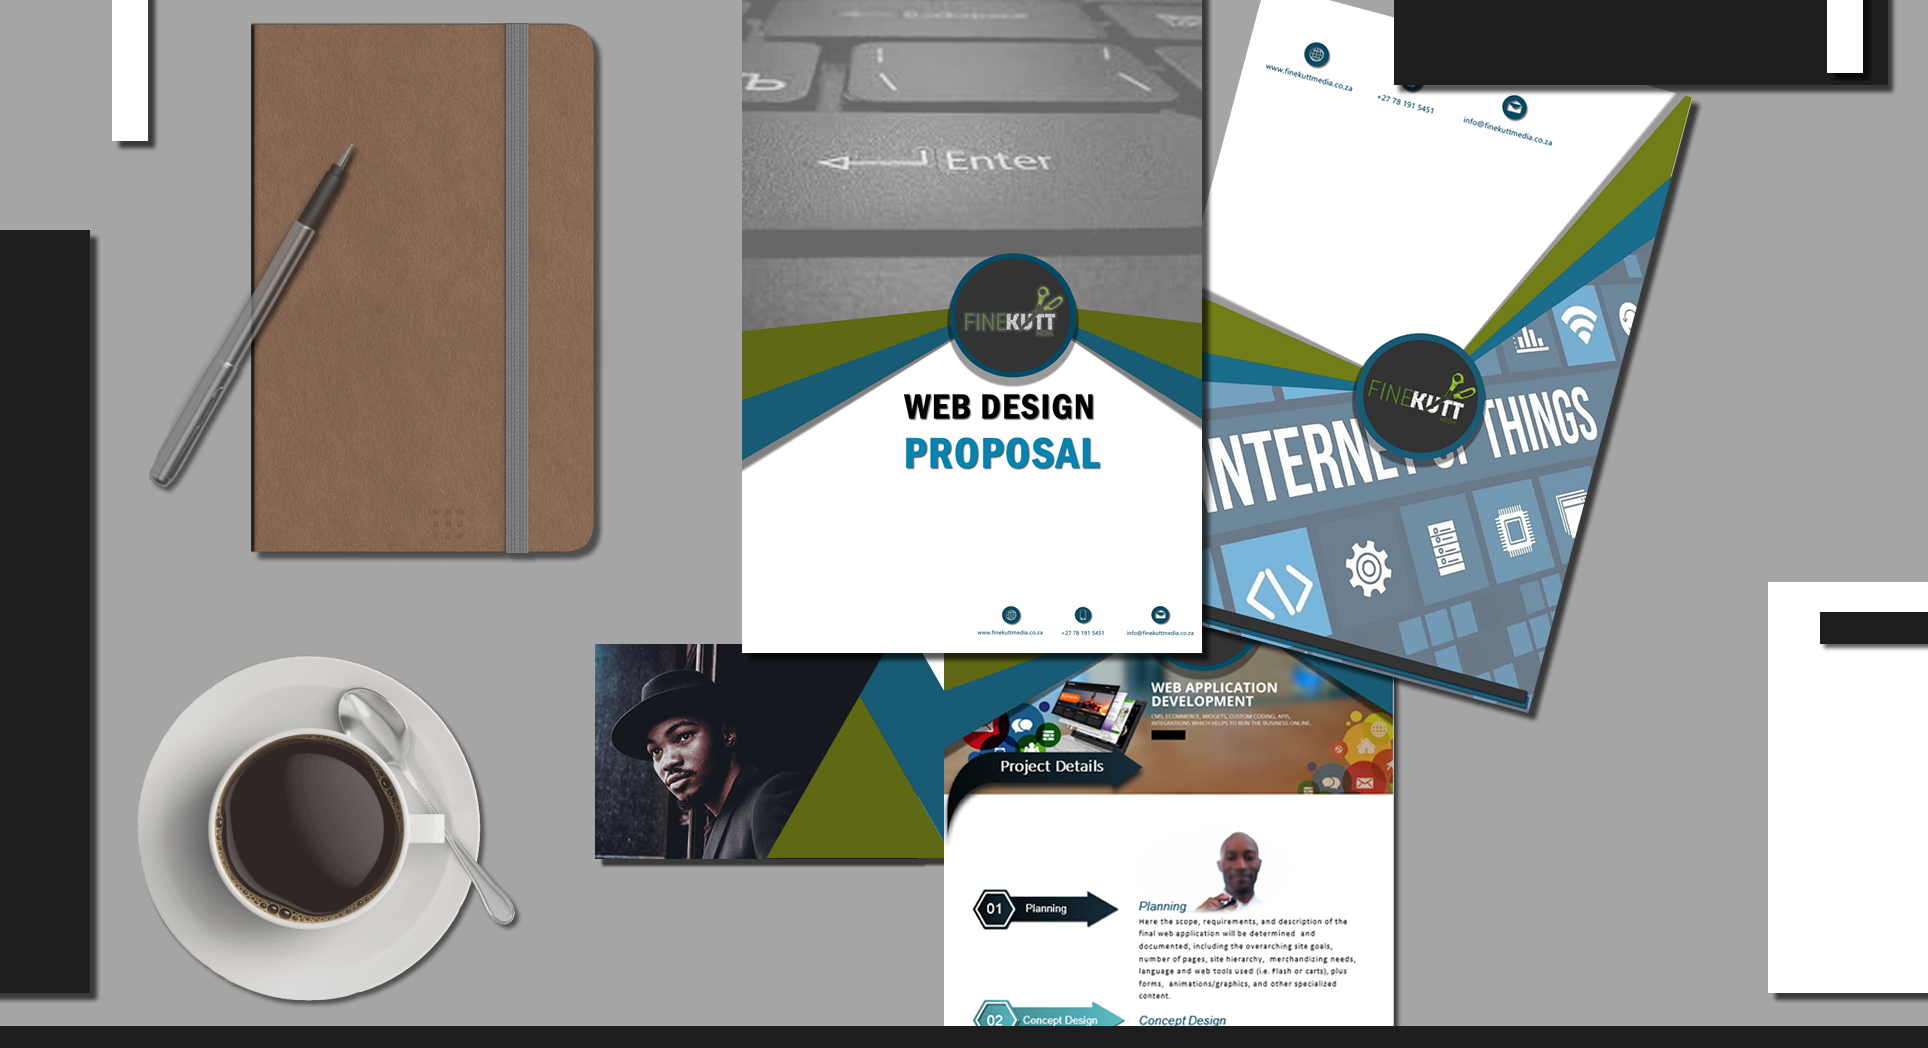 Enter
FINEKUTT
MEDIA
WEB DESIGN
PROPOSAL
www.finekuttmedia.co.za
+27 78 191 5451
info@finekuttmedia.co.za
www.finekuttmedia.co.za
+27 78 191 5451
info@finekuttmedia.co.za
FINEKUTT
MEDIA
INTERNET OF THINGS
WEB APPLICATION
DEVELOPMENT
CMS, ECOMMERCE, WIDGETS, CUSTOM CODING, APIS,
INTEGRATIONS WHICH HELPS TO RUN THE BUSINESS ONLINE.
Project Details
01 Planning
Planning
Here the scope, requirements, and description of the
final web application will be determined and
documented, including the overarching site goals,
number of pages, site hierarchy, merchandizing needs,
language and web tools used (i.e. Flash or carts), plus
forms, animations/graphics, and other specialized
content.
02 Concept Design
Concept Design